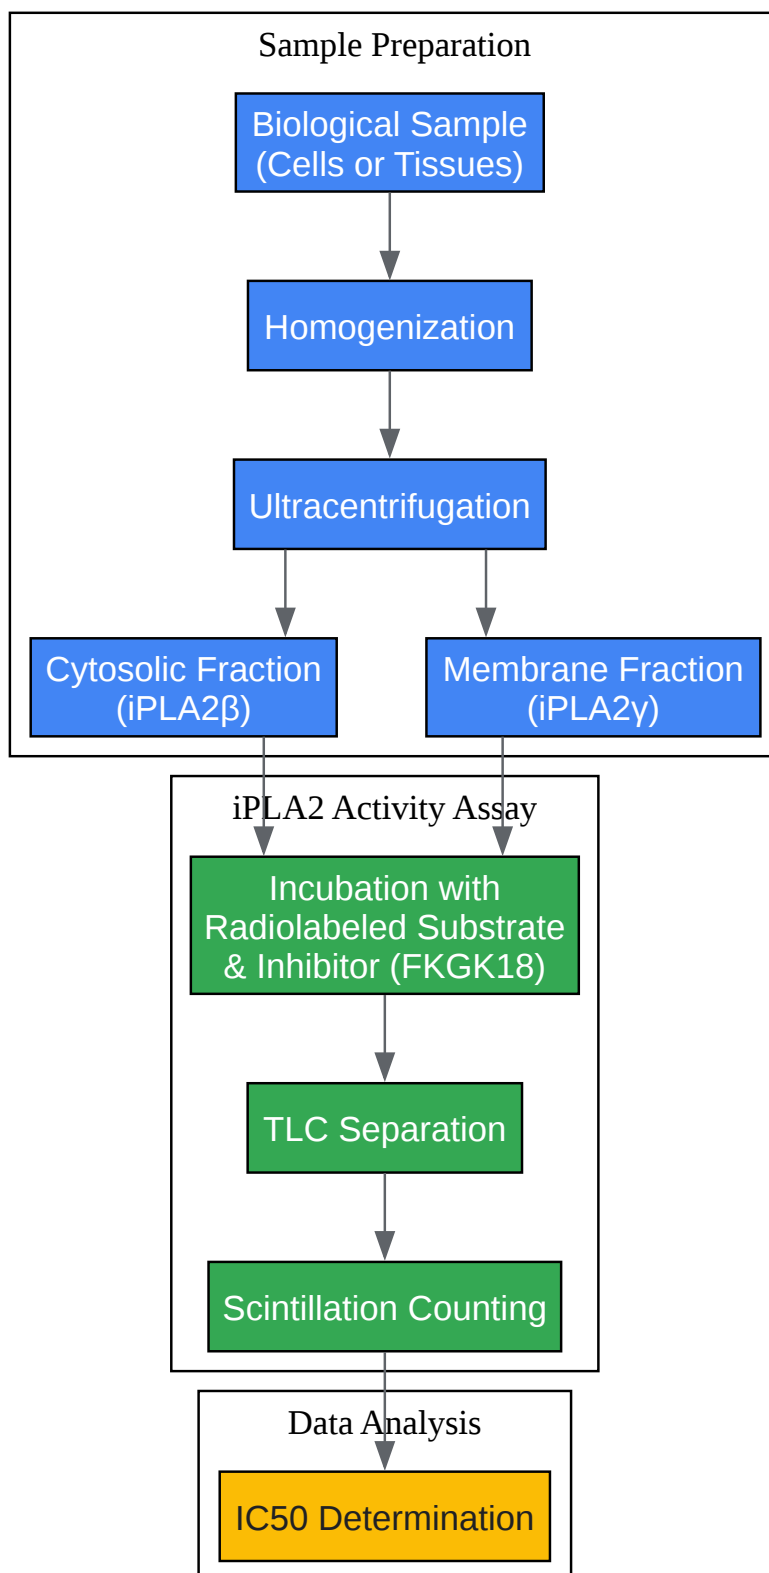 Sample Preparation
Biological Sample
(Cells or Tissues)
Homogenization
Ultracentrifugation
Cytosolic Fraction
(iPLA2β)
Membrane Fraction
(iPLA2γ)
iPLA2 Activity Assay
Incubation with
Radiolabeled Substrate
& Inhibitor (FKGK18)
TLC Separation
Scintillation Counting
Data Analysis
IC50 Determination